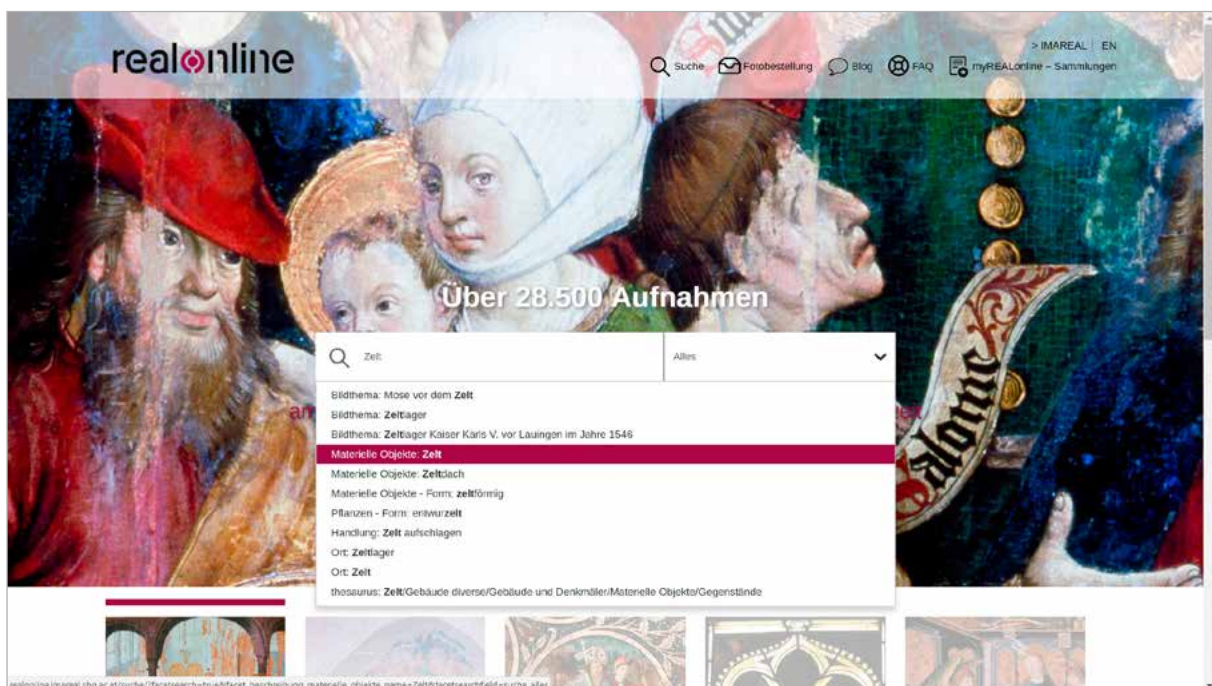 realonline
> IMAREAL | EN
Suche Fotobestellung Blog FAQ myREALonline – Sammlungen
Über 28.500 Aufnahmen
Zelt Alles
Bildthema: Mose vor dem Zelt
Bildthema: Zeltlager
Bildthema: Zeltlager Kaiser Karls V. vor Lauingen im Jahre 1546
Materielle Objekte: Zelt
Materielle Objekte: Zeltdach
Materielle Objekte - Form: zeltförmig
Pflanzen - Form: entwurzelt
Handlung: Zelt aufschlagen
Ort: Zeltlager
Ort: Zelt
thesaurus: Zelt/Gebäude diverse/Gebäude und Denkmäler/Materielle Objekte/Gegenstände
Salome